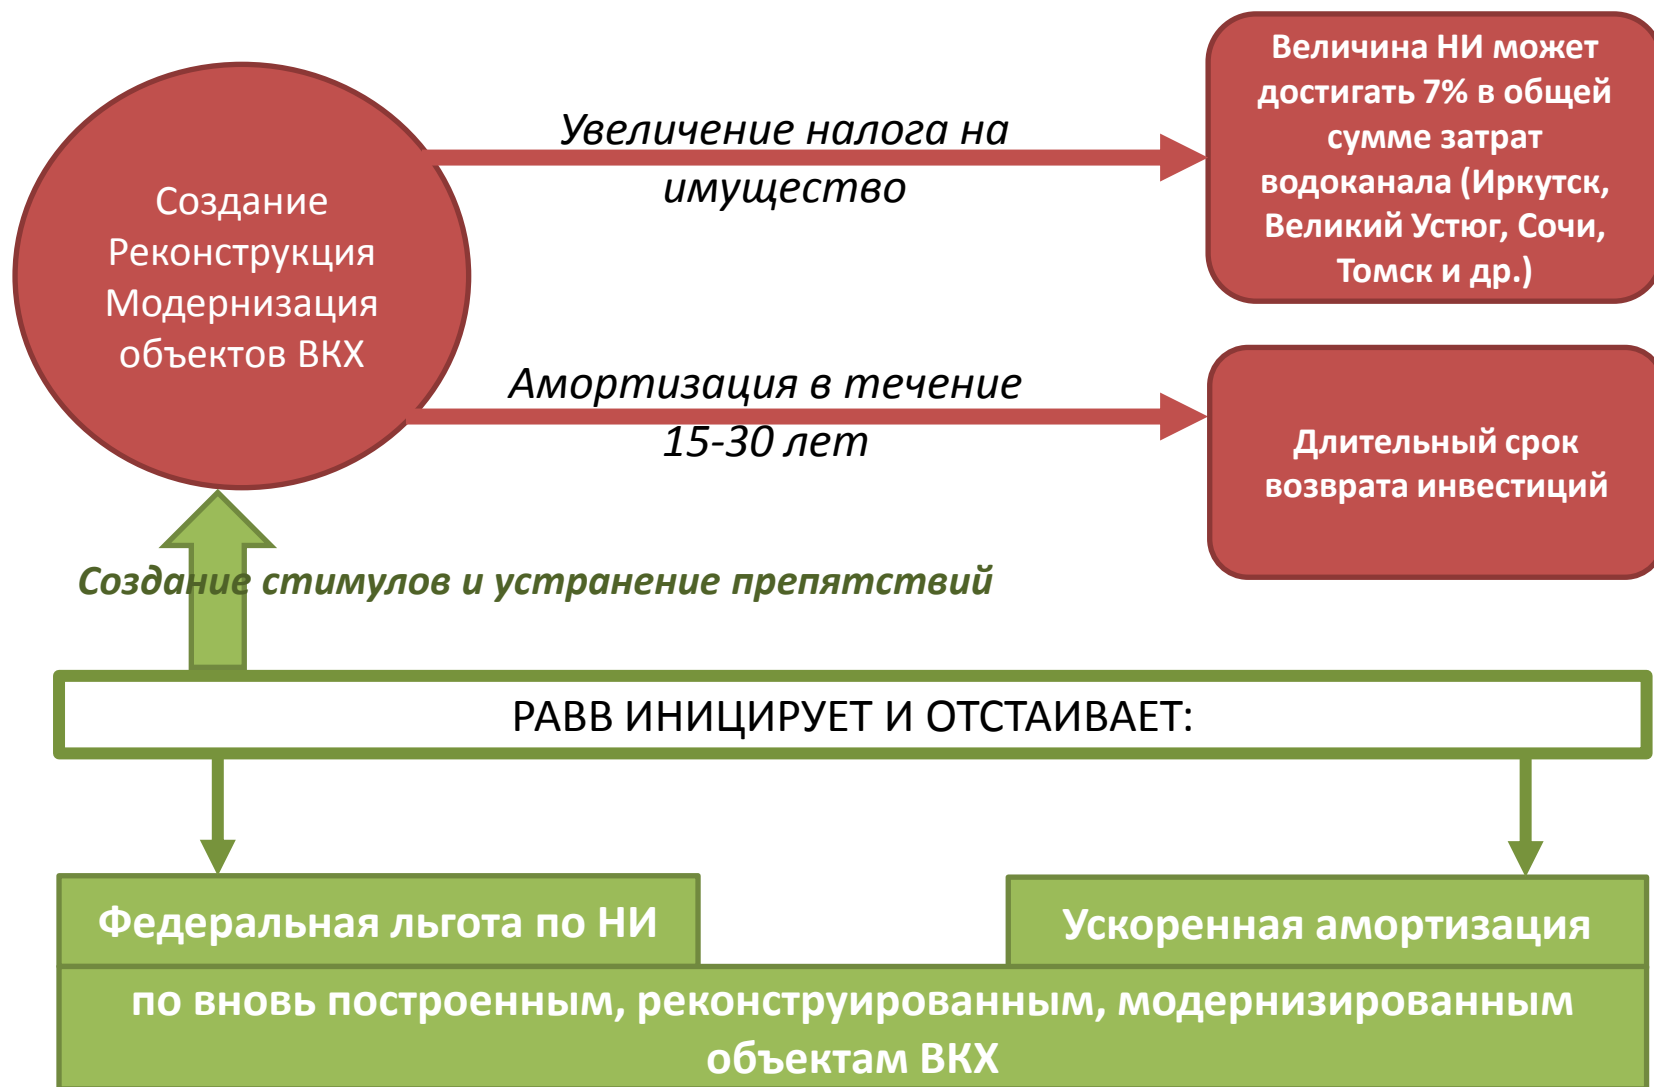 Создание
Реконструкция
Модернизация
объектов ВКХ
Увеличение налога на
имущество
Величина НИ может
достигать 7% в общей
сумме затрат
водоканала (Иркутск,
Великий Устюг, Сочи,
Томск и др.)
Амортизация в течение
15-30 лет
Длительный срок
возврата инвестиций
Создание стимулов и устранение препятствий
РАВВ ИНИЦИРУЕТ И ОТСТАИВАЕТ:
Федеральная льгота по НИ
Ускоренная амортизация
по вновь построенным, реконструированным, модернизированным
объектам ВКХ